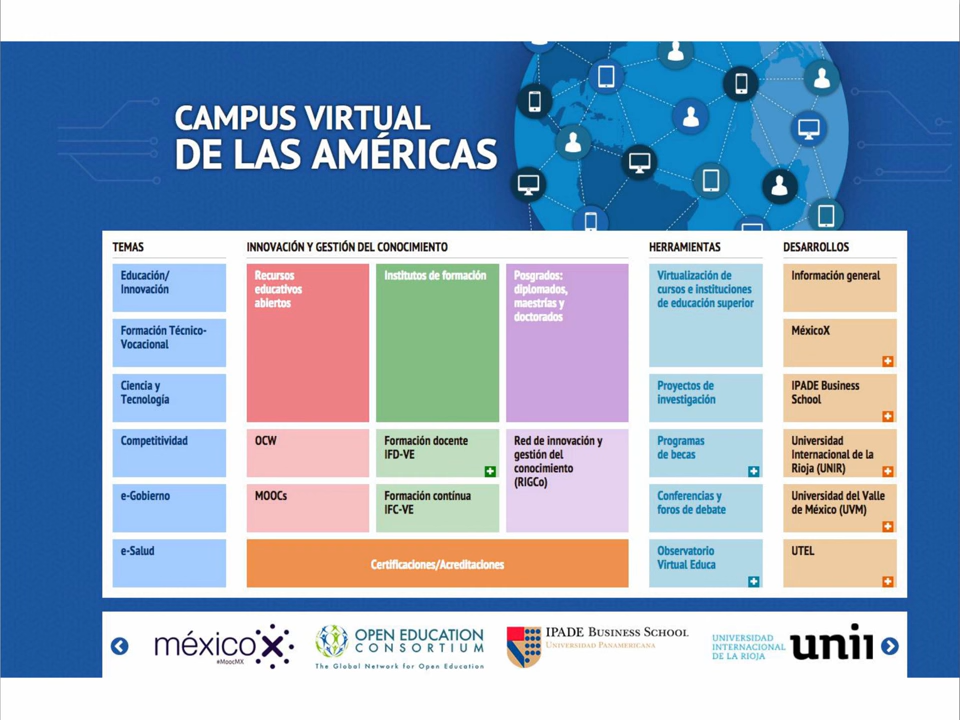 CAMPUS VIRTUAL
DE LAS AMÉRICAS
TEMAS
Educación/
Innovación
Formación Técnico-
Vocacional
Ciencia y
Tecnología
Competitividad
e-Gobierno
e-Salud
INNOVACIÓN Y GESTIÓN DEL CONOCIMIENTO
Recursos
educativos
abiertos
Institutos de formación
Posgrados:
diplomados,
maestrías y
doctorados
OCW
Formación docente
IFD-VE
Red de innovación y
gestión del
conocimiento
(RIGCo)
MOOCs
Formación contínua
IFC-VE
Certificaciones/Acreditaciones
HERRAMIENTAS
Virtualización de
cursos e instituciones
de educación superior
Proyectos de
investigación
Programas
de becas
Conferencias y
foros de debate
Observatorio
Virtual Educa
DESARROLLOS
Información general
MéxicoX
IPADE Business
School
Universidad
Internacional de la
Rioja (UNIR)
Universidad del Valle
de México (UVM)
UTEL
méxicoX
#MoocMX
OPEN EDUCATION
CONSORTIUM
The Global Network for Open Education
IPADE BUSINESS SCHOOL
UNIVERSIDAD PANAMERICANA
UNIVERSIDAD
INTERNACIONAL
DE LA RIOJA
unir